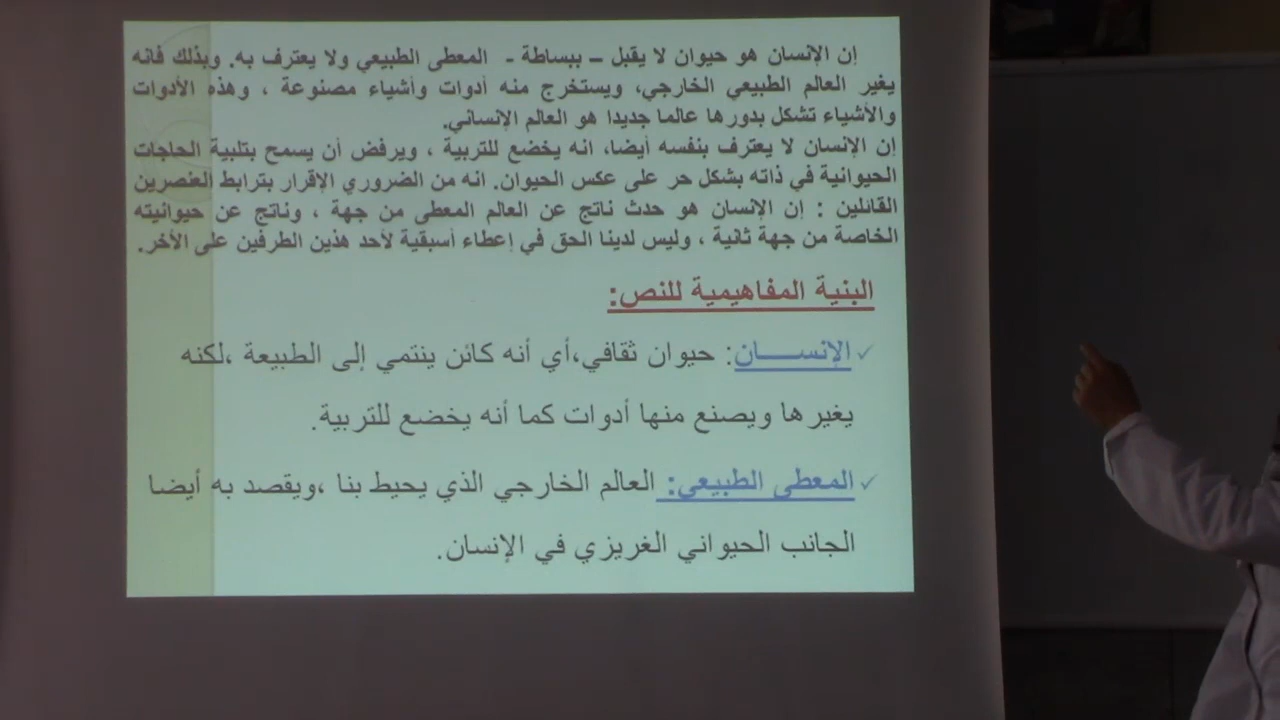 إن الإنسان هو حيوان لا يقبل – ببساطة - المعطى الطبيعي ولا يعترف به. وبذلك فانه
يغير العالم الطبيعي الخارجي، ويستخرج منه أدوات وأشياء مصنوعة ، وهذه الأدوات
والأشياء تشكل بدورها عالما جديدا هو العالم الإنساني.
إن الإنسان لا يعترف بنفسه أيضا، انه يخضع للتربية ، ويرفض أن يسمح بتلبية الحاجات
الحيوانية في ذاته بشكل حر على عكس الحيوان. انه من الضروري الإقرار بترابط العنصرين
القائلين : إن الإنسان هو حدث ناتج عن العالم المعطى من جهة ، وناتج عن حيوانيته
الخاصة من جهة ثانية ، وليس لدينا الحق في إعطاء أسبقية لأحد هذين الطرفين على الأخر.
البنية المفاهيمية للنص:
✓ الإنســـــان: حيوان ثقافي،أي أنه كائن ينتمي إلى الطبيعة ،لكنه
يغيرها ويصنع منها أدوات كما أنه يخضع للتربية.
✓ المعطى الطبيعي: العالم الخارجي الذي يحيط بنا ،ويقصد به أيضا
الجانب الحيواني الغريزي في الإنسان.